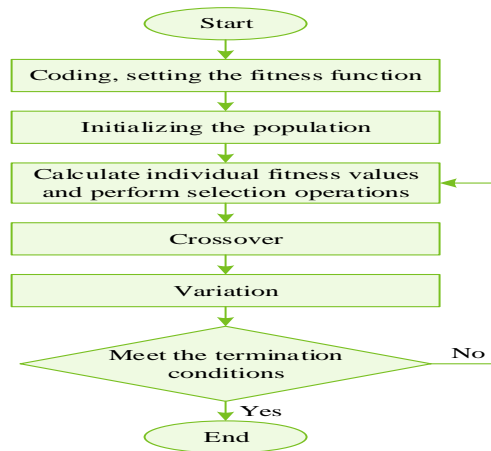 Start
Coding, setting the fitness function
Initializing the population
Calculate individual fitness values
and perform selection operations
Crossover
Variation
Meet the termination
conditions
No
Yes
End